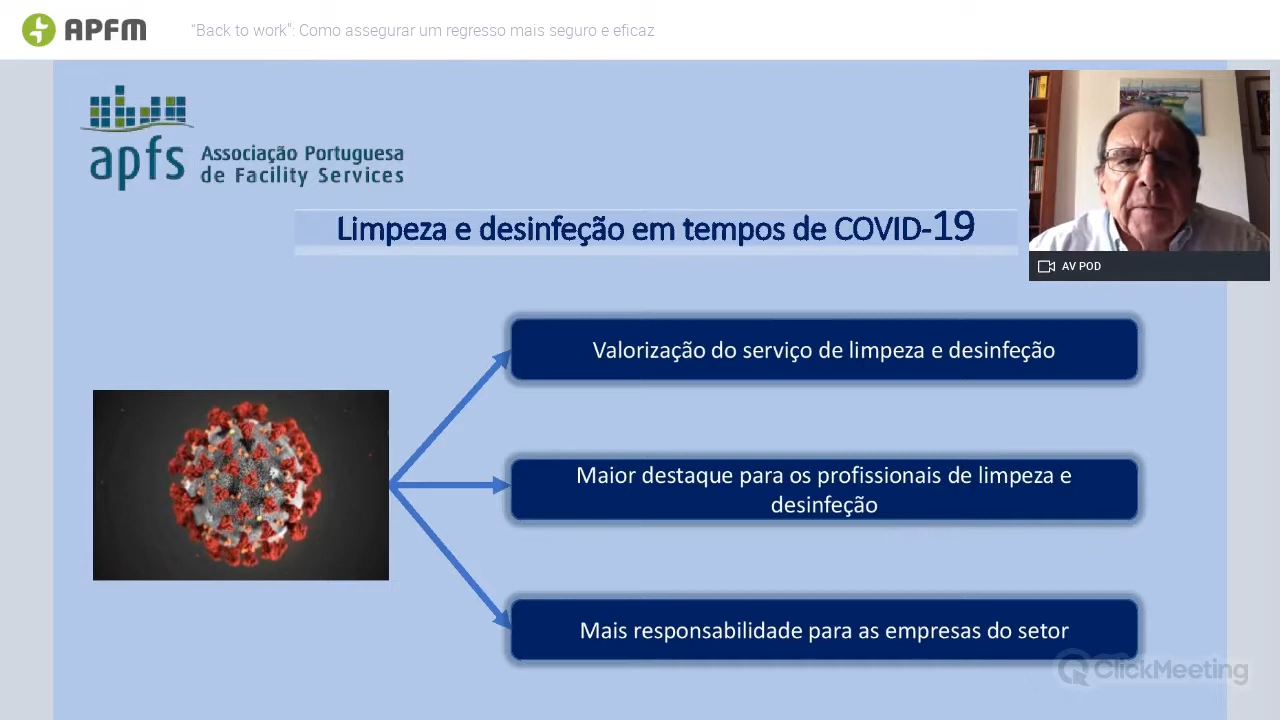 APFM
"Back to work": Como assegurar um regresso mais seguro e eficaz
apfs
Associação Portuguesa
de Facility Services
Limpeza e desinfeção em tempos de COVID-19
AV POD
Valorização do serviço de limpeza e desinfeção
Maior destaque para os profissionais de limpeza e
desinfeção
Mais responsabilidade para as empresas do setor
ClickMeeting